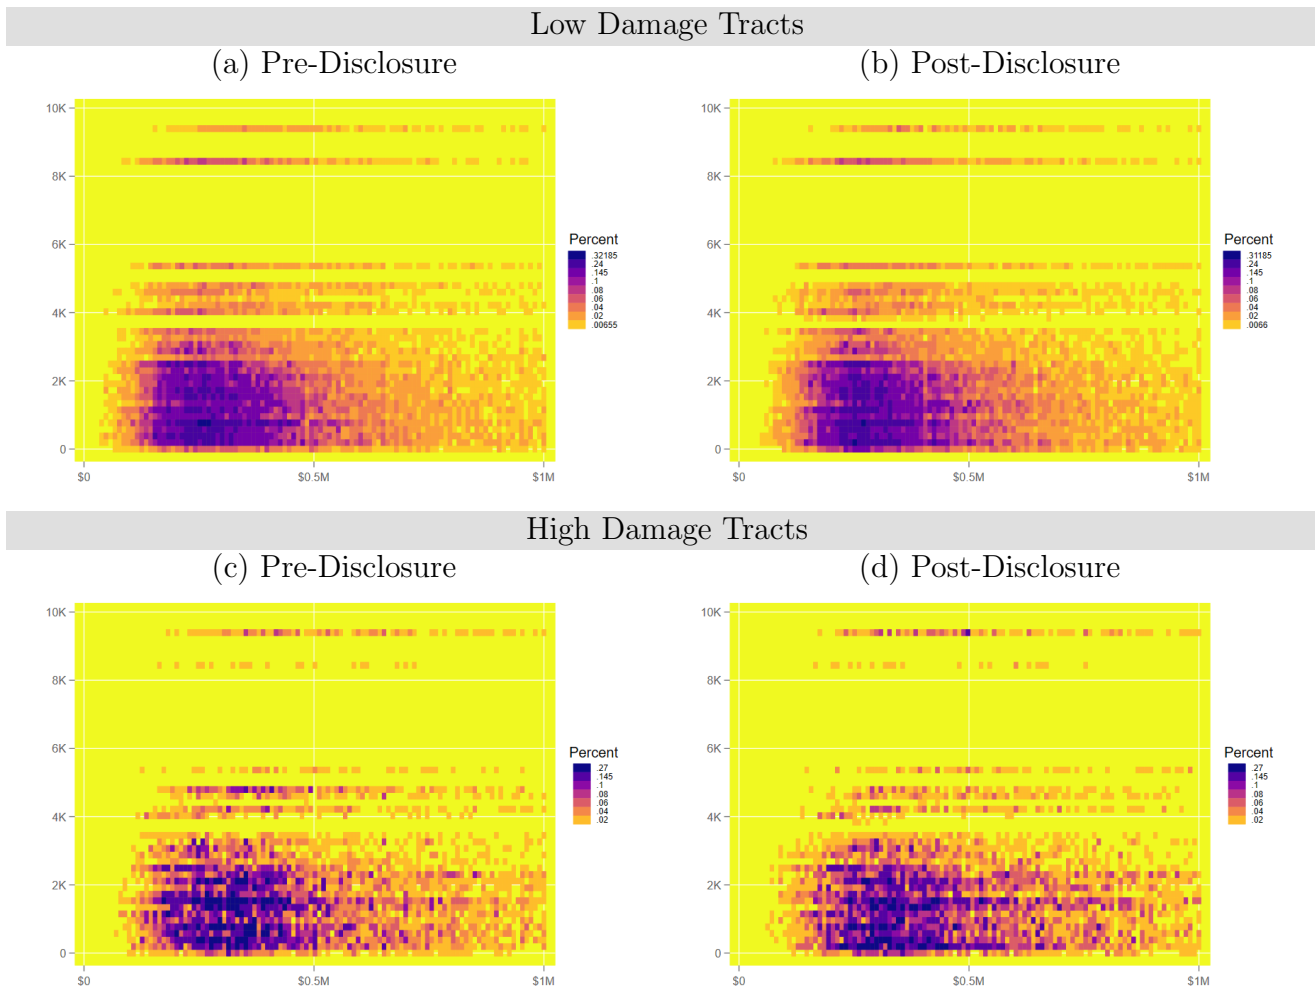 Low Damage Tracts
(a) Pre-Disclosure
(b) Post-Disclosure
10K
8K
6K
4K
2K
0
$0
$0.5M
$1M
Percent
.32185
.24
.145
.1
.08
.06
.04
.02
.00655
10K
8K
6K
4K
2K
0
$0
$0.5M
$1M
Percent
.31185
.24
.145
.1
.08
.06
.04
.02
.0066
High Damage Tracts
(c) Pre-Disclosure
(d) Post-Disclosure
10K
8K
6K
4K
2K
0
$0
$0.5M
$1M
Percent
.27
.145
.1
.08
.06
.04
.02
10K
8K
6K
4K
2K
0
$0
$0.5M
$1M
Percent
.27
.145
.1
.08
.06
.04
.02